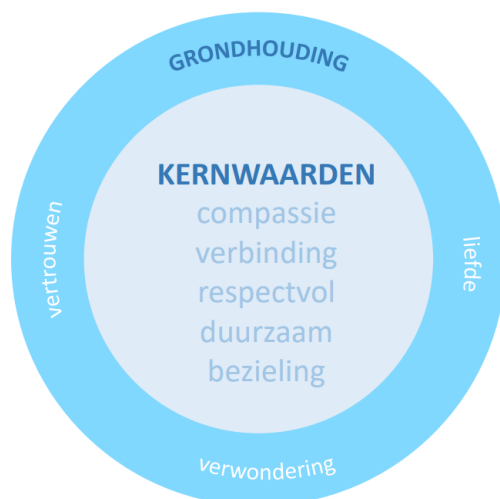 GRONDHOUDING
KERNWAARDEN
compassie
verbinding
respectvol
duurzaam
bezieling
vertrouwen
liefde
verwondering